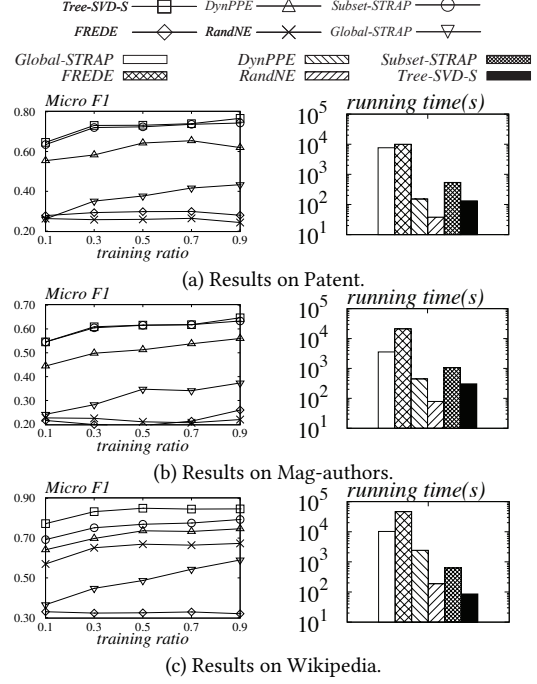 Tree-SVD-S DynPPE Subset-STRAP
FREDE RandNE Global-STRAP
Global-STRAP DynPPE Subset-STRAP
FREDE RandNE Tree-SVD-S
Micro F1
0.80
0.60
0.40
0.20
0.1 0.3 0.5 0.7 0.9
training ratio
running time(s)
10^5
10^4
10^3
10^2
10^1
(a) Results on Patent.
Micro F1
0.70
0.60
0.50
0.40
0.30
0.20
0.1 0.3 0.5 0.7 0.9
training ratio
running time(s)
10^5
10^4
10^3
10^2
10^1
(b) Results on Mag-authors.
Micro F1
0.90
0.70
0.50
0.30
0.1 0.3 0.5 0.7 0.9
training ratio
running time(s)
10^5
10^4
10^3
10^2
10^1
(c) Results on Wikipedia.